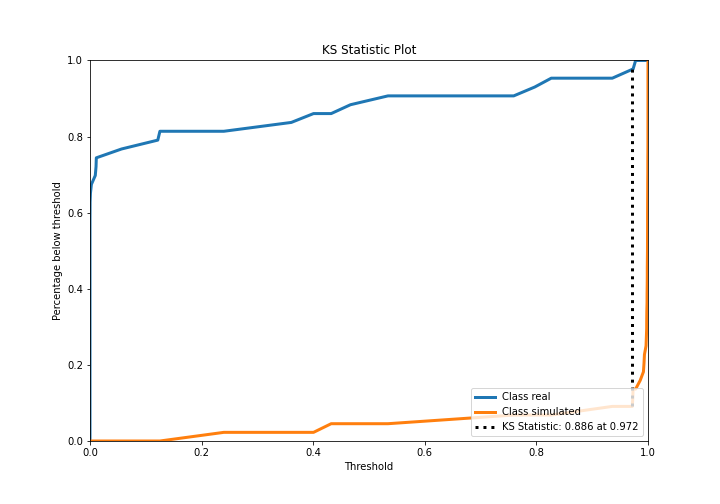 KS Statistic Plot
1.0
0.8
0.6
0.4
0.2
0.0
Percentage below threshold
Class real
Class simulated
KS Statistic: 0.886 at 0.972
0.0 0.2 0.4 0.6 0.8 1.0
Threshold